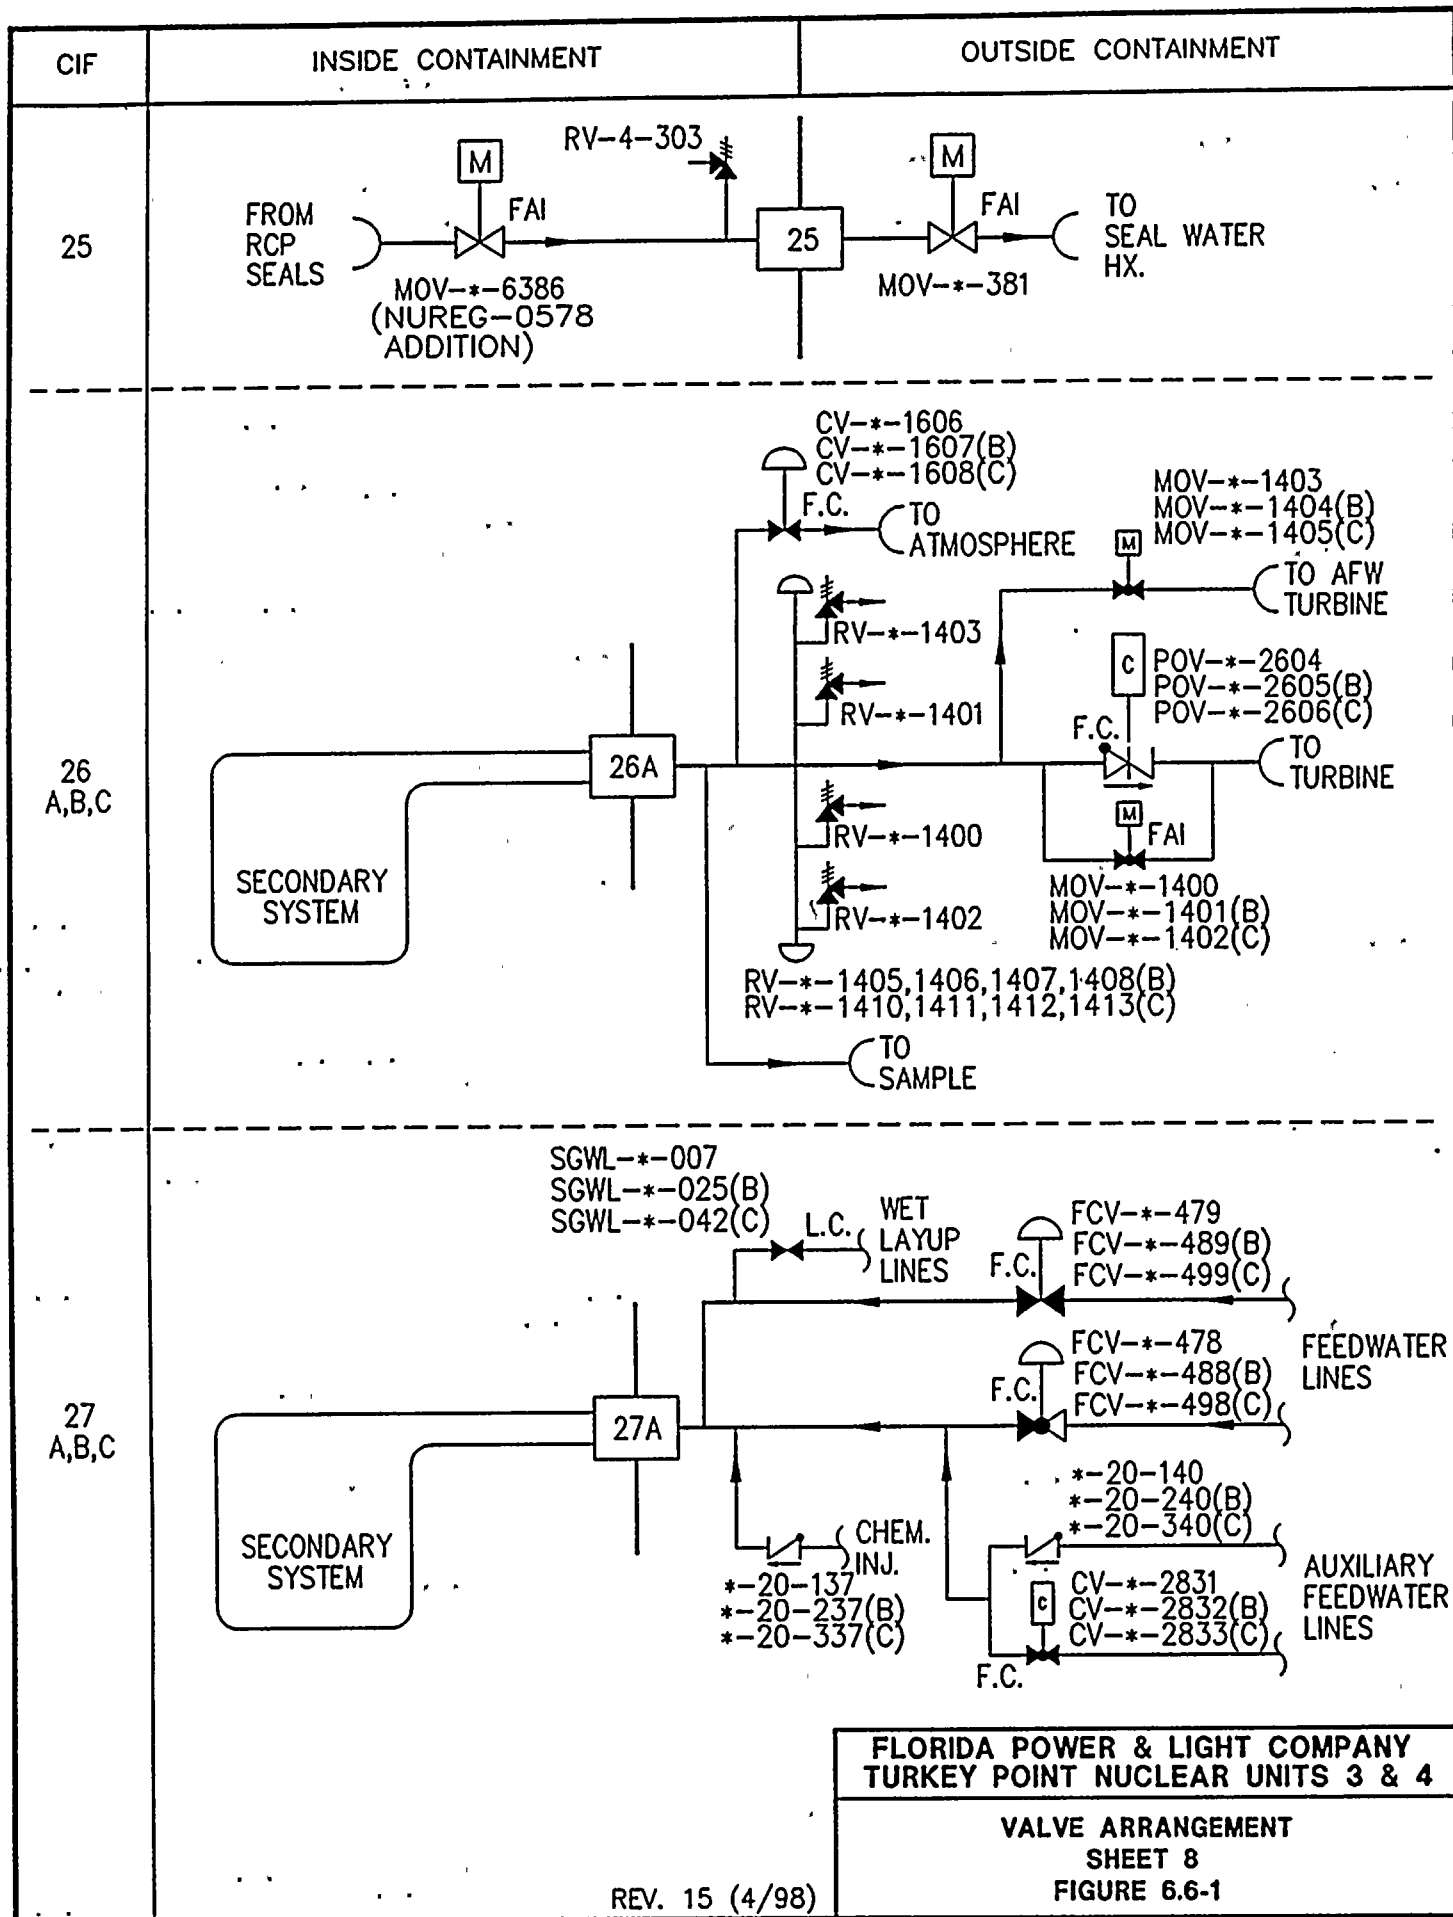 CIF
INSIDE CONTAINMENT
OUTSIDE CONTAINMENT
25
FROM
RCP
SEALS
M
FAI
MOV-*-6386
(NUREG-0578
ADDITION)
RV-4-303
25
M
FAI
MOV-*-381
TO
SEAL WATER
HX.
26
A,B,C
SECONDARY
SYSTEM
26A
CV-*-1606
CV-*-1607(B)
CV-*-1608(C)
F.C.
TO
ATMOSPHERE
RV-*-1403
RV-*-1401
RV-*-1400
RV-*-1402
RV-*-1405,1406,1407,1408(B)
RV-*-1410,1411,1412,1413(C)
TO
SAMPLE
MOV-*-1403
MOV-*-1404(B)
MOV-*-1405(C)
M
TO AFW
TURBINE
C
POV-*-2604
POV-*-2605(B)
POV-*-2606(C)
F.C.
TO
TURBINE
M
FAI
MOV-*-1400
MOV-*-1401(B)
MOV-*-1402(C)
27
A,B,C
SECONDARY
SYSTEM
27A
SGWL-*-007
SGWL-*-025(B)
SGWL-*-042(C)
L.C.
WET
LAYUP
LINES
F.C.
FCV-*-479
FCV-*-489(B)
FCV-*-499(C)
F.C.
FCV-*-478
FCV-*-488(B)
FCV-*-498(C)
FEEDWATER
LINES
CHEM.
INJ.
*-20-137
*-20-237(B)
*-20-337(C)
*-20-140
*-20-240(B)
*-20-340(C)
C
CV-*-2831
CV-*-2832(B)
CV-*-2833(C)
F.C.
AUXILIARY
FEEDWATER
LINES
FLORIDA POWER & LIGHT COMPANY
TURKEY POINT NUCLEAR UNITS 3 & 4
VALVE ARRANGEMENT
SHEET 8
FIGURE 6.6-1
REV. 15 (4/98)